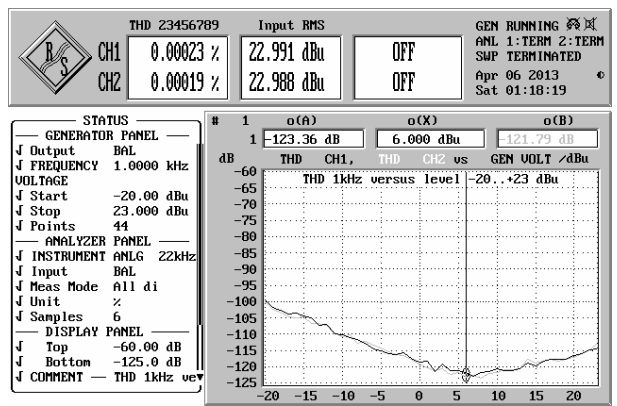 THD 23456789 Input RMS
R&S CH1 0.00023 % 22.991 dBu OFF
CH2 0.00019 % 22.988 dBu OFF
GEN RUNNING
ANL 1:TERM 2:TERM
SWP TERMINATED
Apr 06 2013
Sat 01:18:19
STATUS
GENERATOR PANEL
Output BAL
FREQUENCY 1.0000 kHz
VOLTAGE
Start -20.00 dBu
Stop 23.000 dBu
Points 44
ANALYZER PANEL
INSTRUMENT ANLG 22kHz
Input BAL
Meas Mode All di
Unit %
Samples 6
DISPLAY PANEL
Top -60.00 dB
Bottom -125.0 dB
COMMENT — THD 1kHz ve
# 1 o(A) o(X) o(B)
1 -123.36 dB 6.000 dBu -121.79 dB
dB THD CH1, THD CH2 vs GEN VOLT /dBu
THD 1kHz versus level -20..+23 dBu
-60
-65
-70
-75
-80
-85
-90
-95
-100
-105
-110
-115
-120
-125
-20 -15 -10 -5 0 5 10 15 20